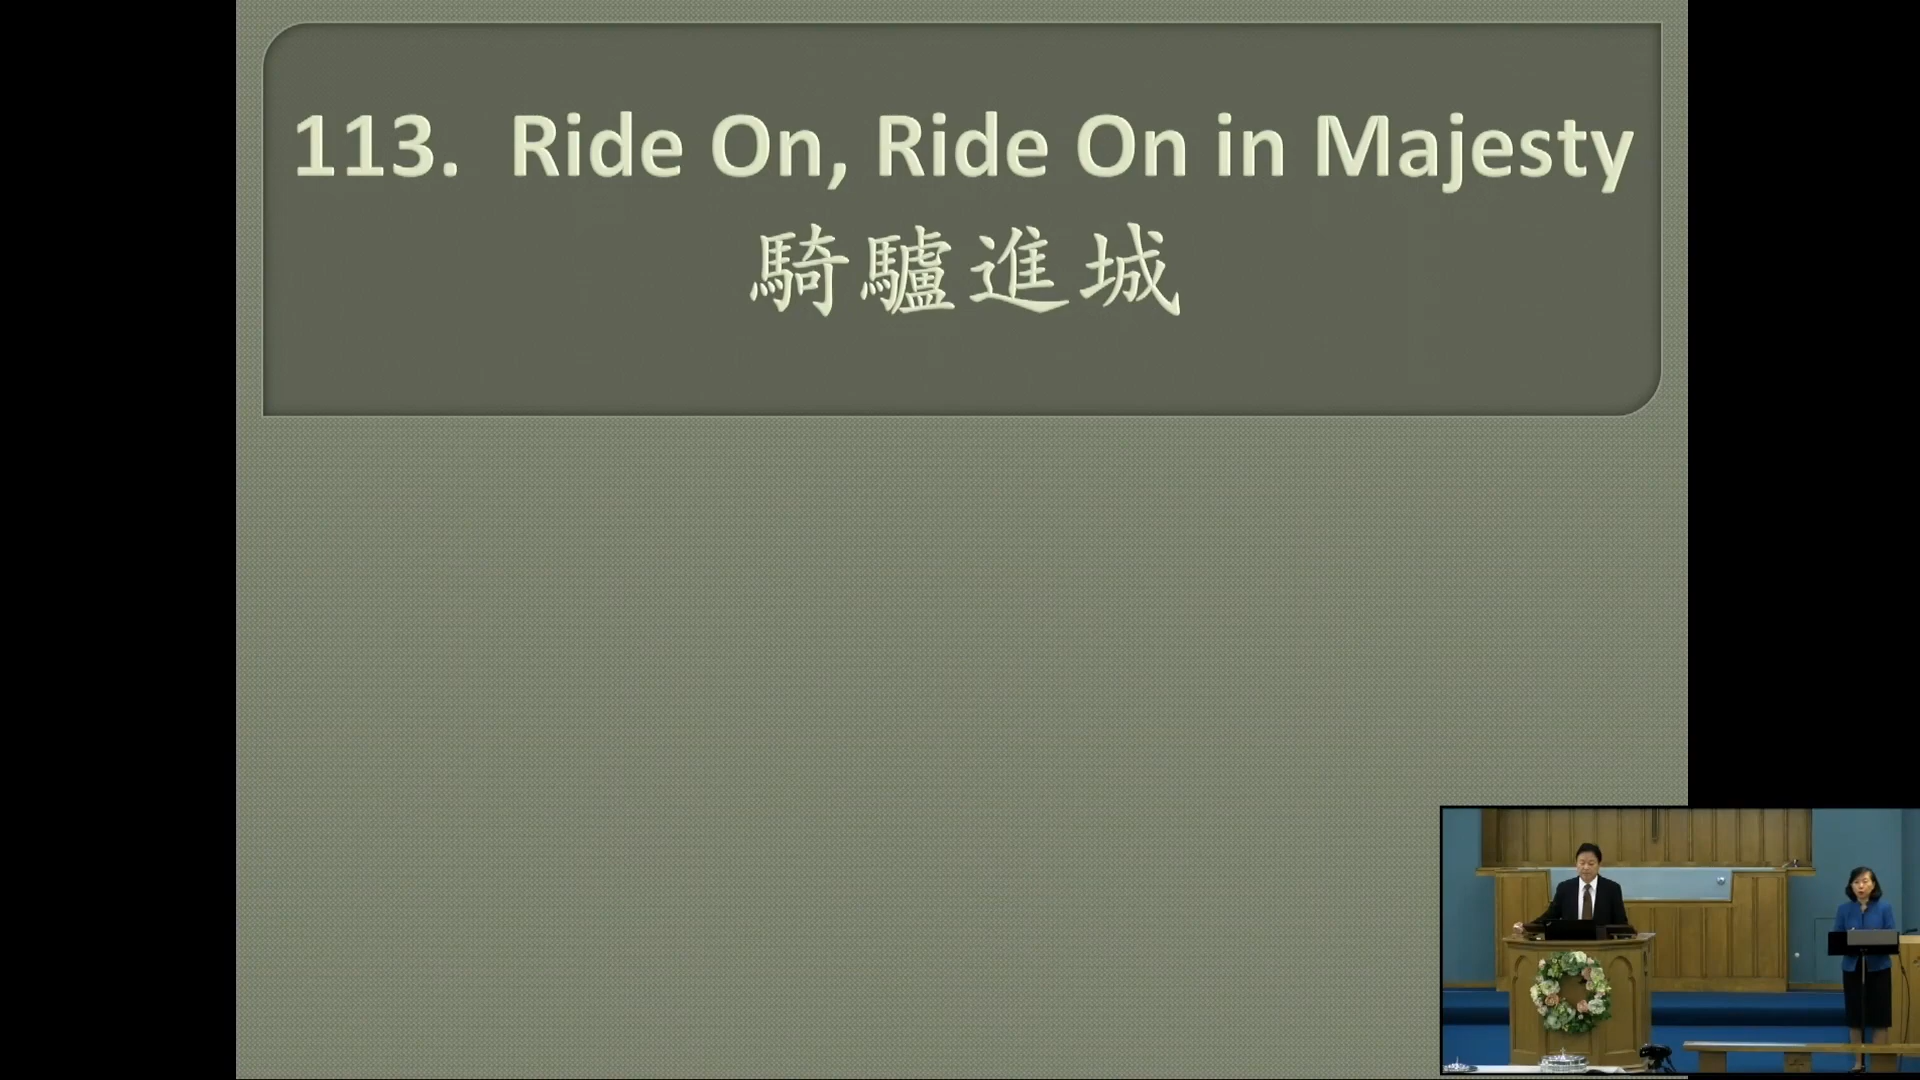 113. Ride On, Ride On in Majesty
騎驢進城